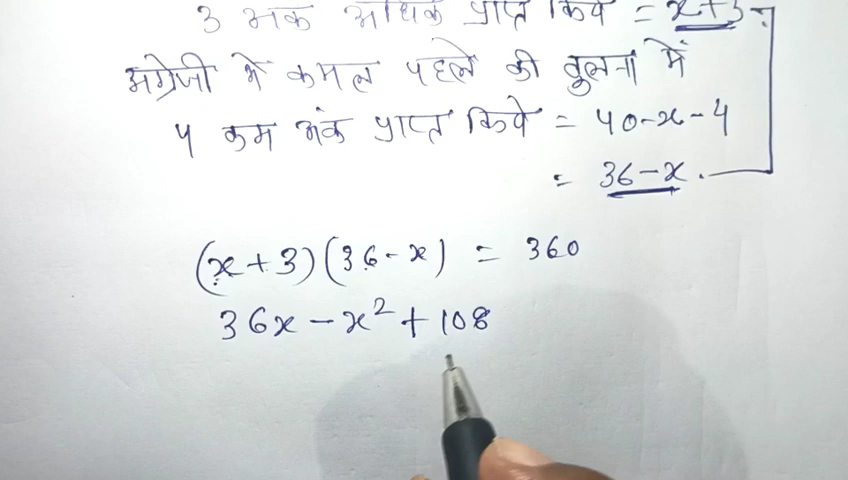 3 अंक अधिक प्राप्त किये = x+3.
अंग्रेजी में कमल पहले की तुलना में
4 कम अंक प्राप्त किये = 40-x-4
= 36-x.
(x+3)(36-x) = 360
36x-x²+108